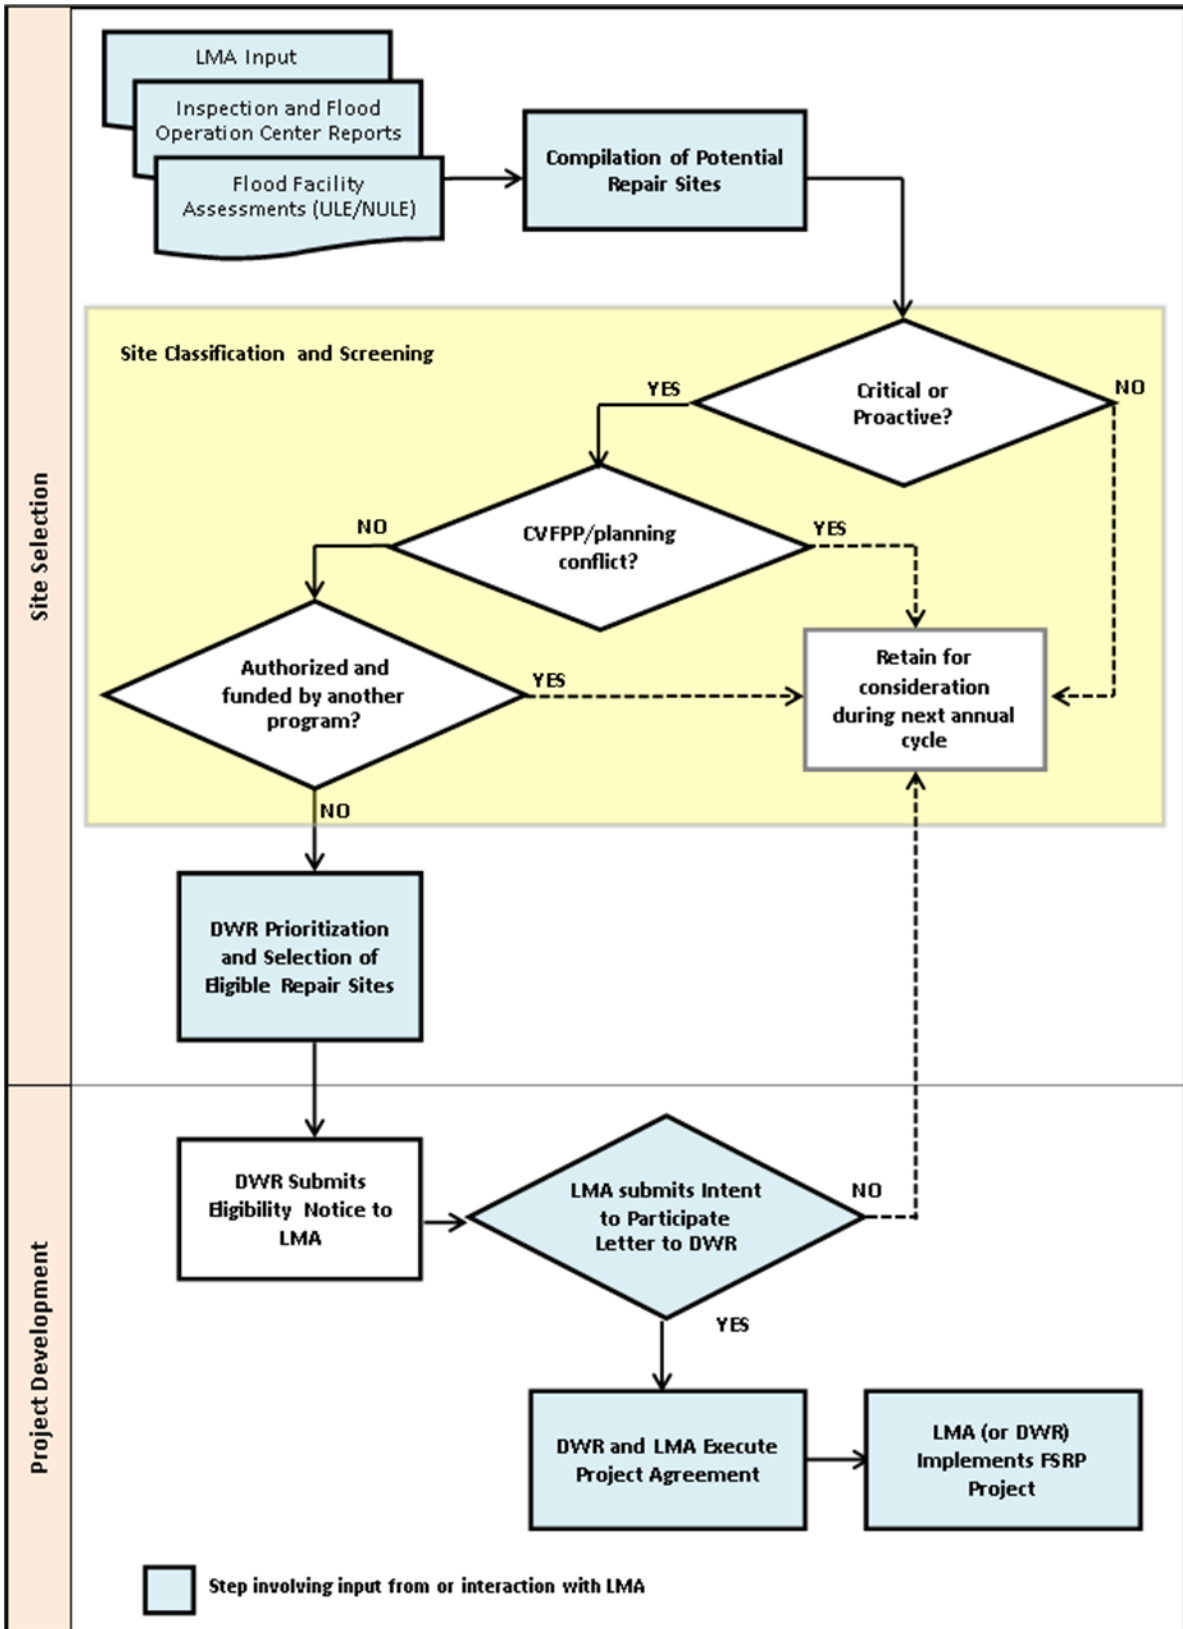 LMA Input
Inspection and Flood
Operation Center Reports
Flood Facility
Assessments (ULE/NULE)
Compilation of Potential
Repair Sites
Site Classification and Screening
Critical or
Proactive?
YES
NO
CVFPP/planning
conflict?
NO
YES
Authorized and
funded by another
program?
YES
NO
Retain for
consideration
during next annual
cycle
Site Selection
DWR Prioritization
and Selection of
Eligible Repair Sites
Project Development
DWR Submits
Eligibility Notice to
LMA
LMA submits Intent
to Participate
Letter to DWR
NO
YES
DWR and LMA Execute
Project Agreement
LMA (or DWR)
Implements FSRP
Project
Step involving input from or interaction with LMA